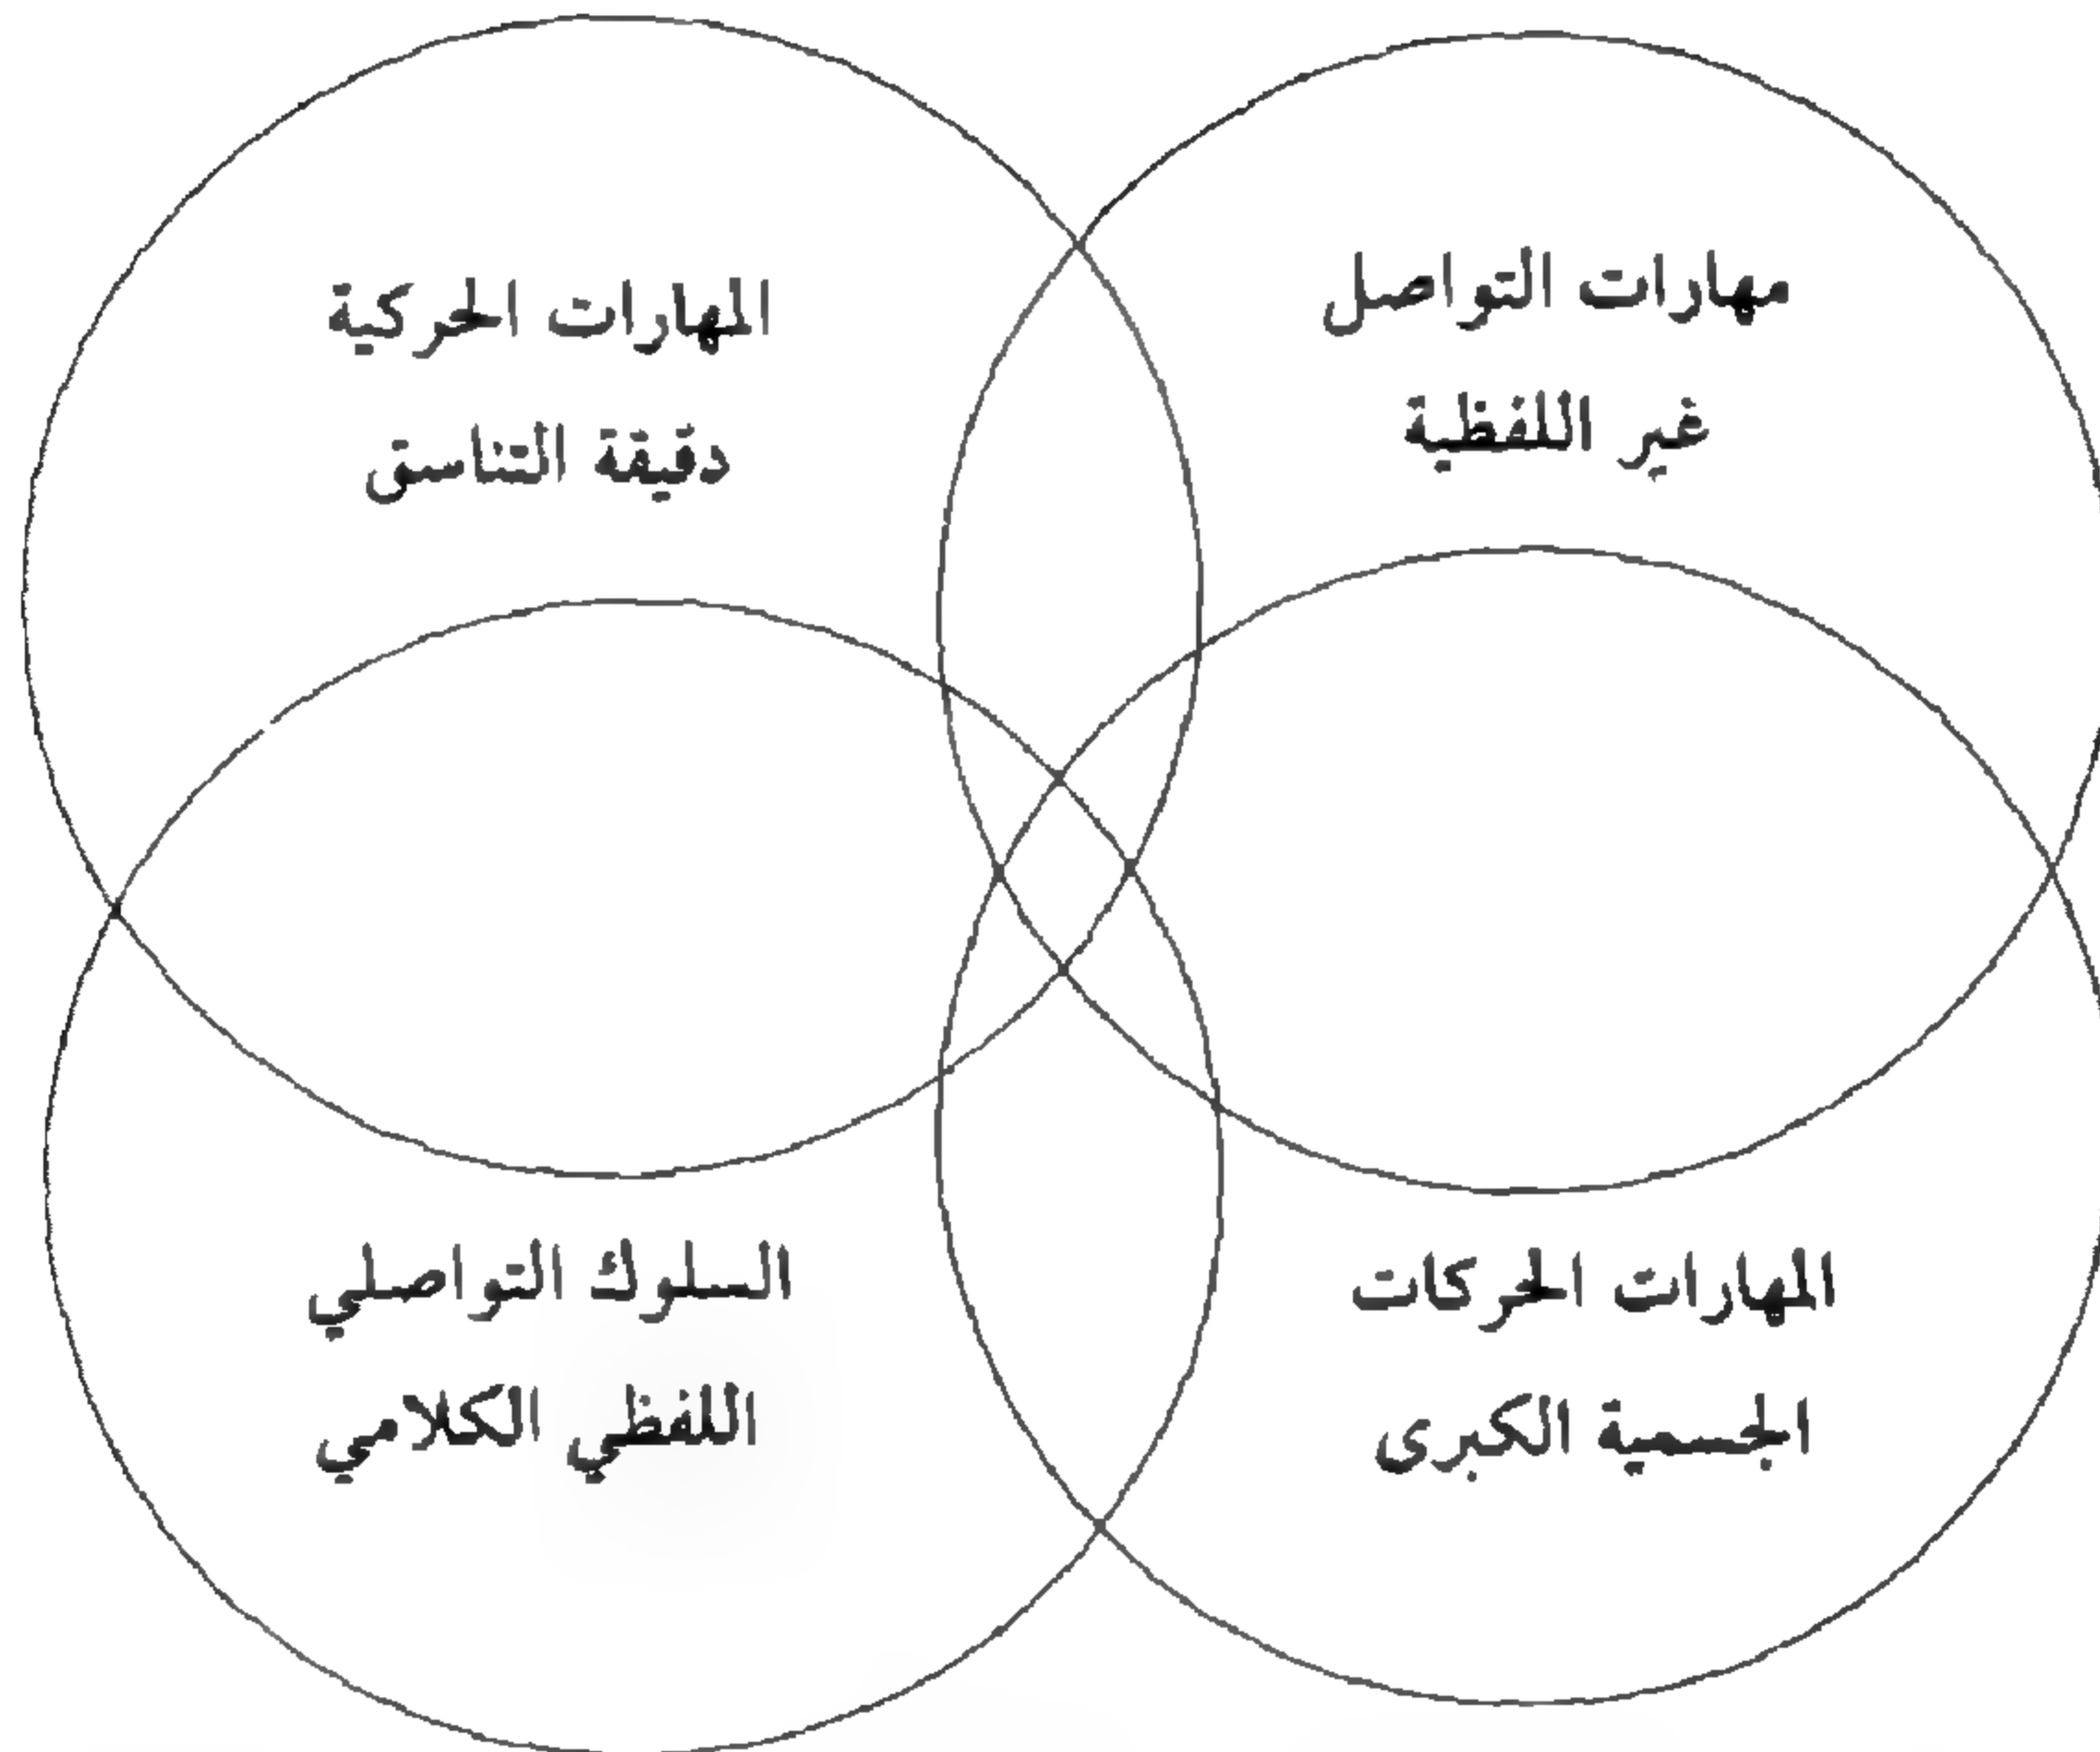 مهارات التواصل
غير اللفظية
المهارات الحركية
دقيقة التناسق
المهارات الحركات
الجسمية الكبرى
السلوك التواصلي
اللفظي الكلامي